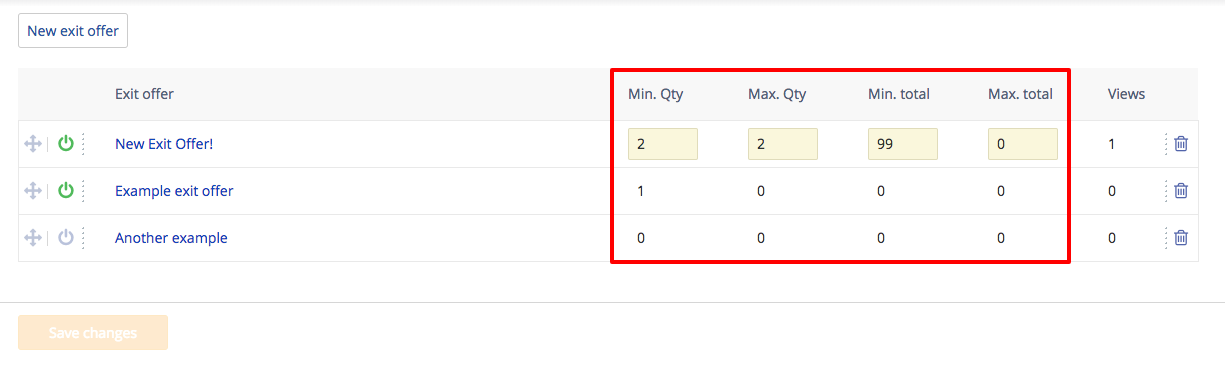 New exit offer
Exit offer Min. Qty Max. Qty Min. total Max. total Views
New Exit Offer! 2 2 99 0 1
Example exit offer 1 0 0 0 0
Another example 0 0 0 0 0
Save changes